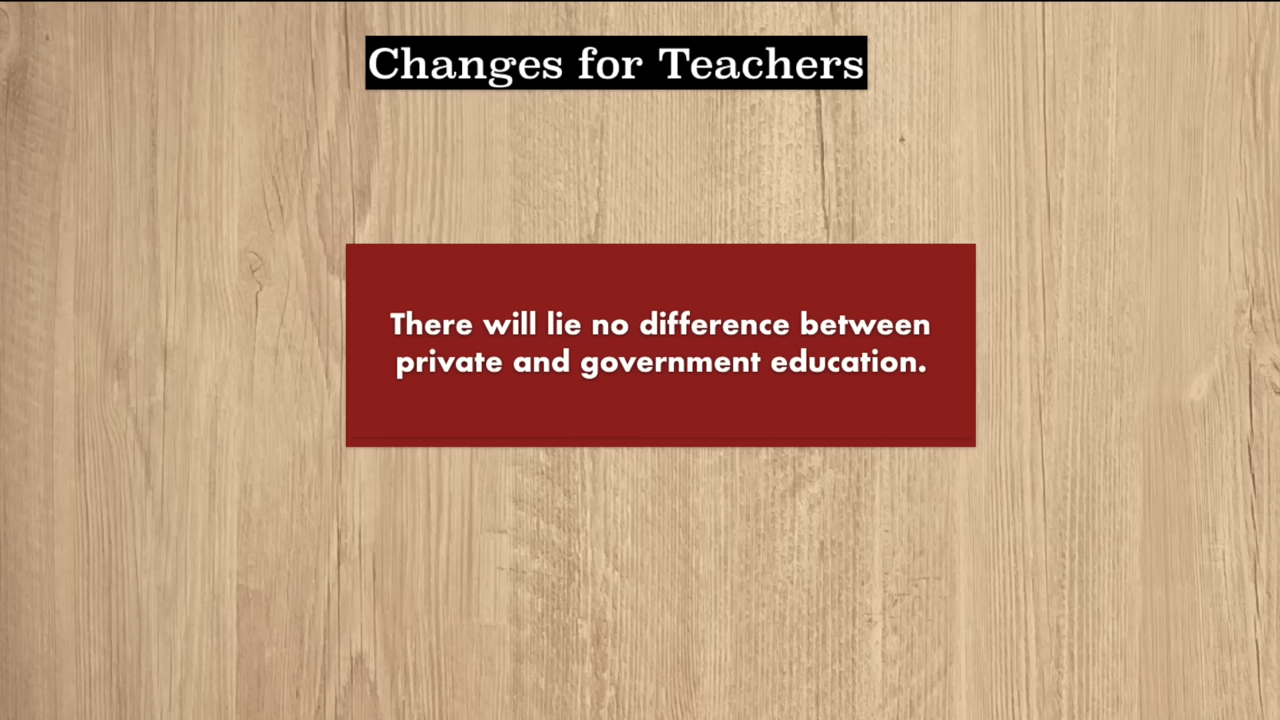 Changes for Teachers
There will lie no difference between
private and government education.